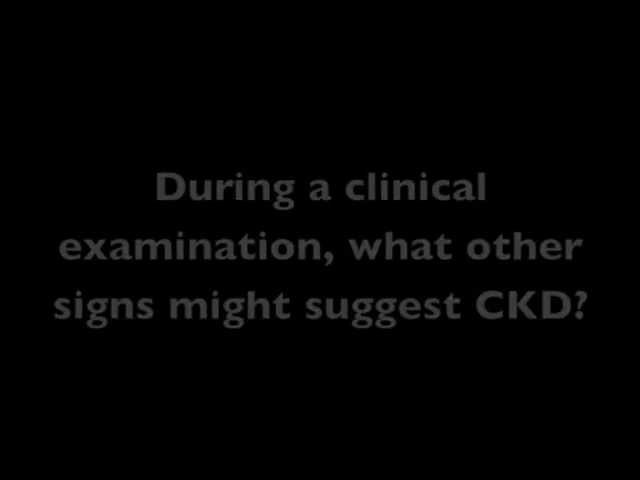 During a clinical
examination, what other
signs might suggest CKD?